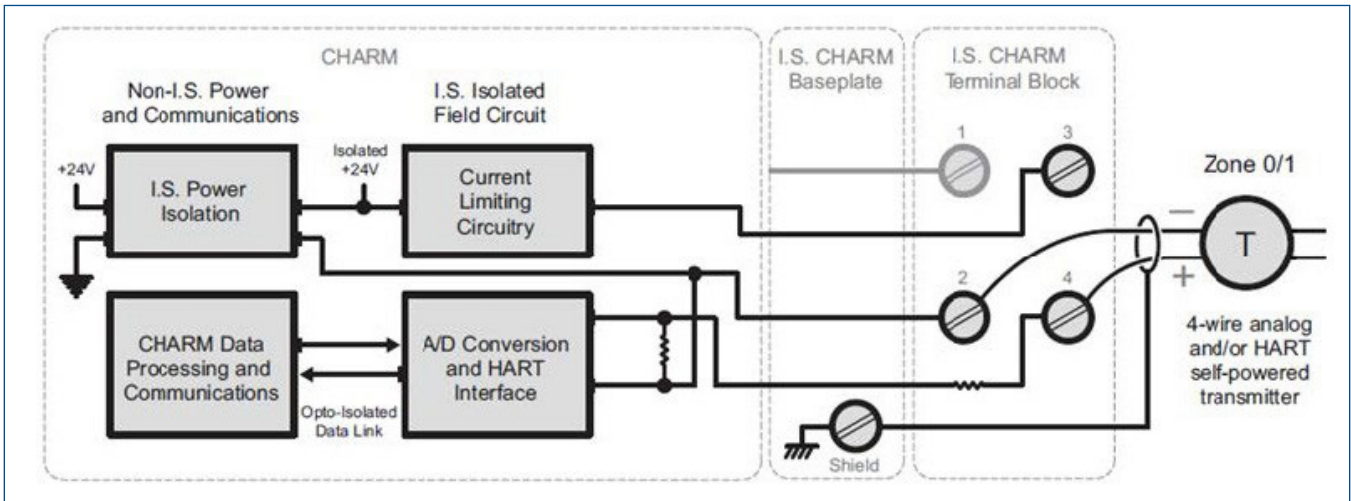 CHARM
I.S. CHARM
Baseplate
I.S. CHARM
Terminal Block
Non-I.S. Power
and Communications
I.S. Isolated
Field Circuit
+24V
I.S. Power
Isolation
Isolated
+24V
Current
Limiting
Circuitry
1
3
Zone 0/1
−
T
+
2
4
CHARM Data
Processing and
Communications
Opto-Isolated
Data Link
A/D Conversion
and HART
Interface
Shield
4-wire analog
and/or HART
self-powered
transmitter